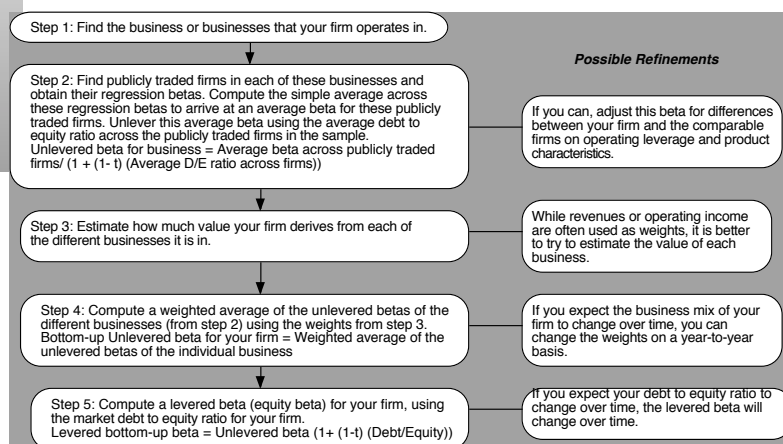 Step 1: Find the business or businesses that your firm operates in.
Possible Refinements
Step 2: Find publicly traded firms in each of these businesses and
obtain their regression betas. Compute the simple average across
these regression betas to arrive at an average beta for these publicly
traded firms. Unlever this average beta using the average debt to
equity ratio across the publicly traded firms in the sample.
Unlevered beta for business = Average beta across publicly traded
firms/ (1 + (1- t) (Average D/E ratio across firms))
If you can, adjust this beta for differences
between your firm and the comparable
firms on operating leverage and product
characteristics.
Step 3: Estimate how much value your firm derives from each of
the different businesses it is in.
While revenues or operating income
are often used as weights, it is better
to try to estimate the value of each
business.
Step 4: Compute a weighted average of the unlevered betas of the
different businesses (from step 2) using the weights from step 3.
Bottom-up Unlevered beta for your firm = Weighted average of the
unlevered betas of the individual business
If you expect the business mix of your
firm to change over time, you can
change the weights on a year-to-year
basis.
Step 5: Compute a levered beta (equity beta) for your firm, using
the market debt to equity ratio for your firm.
Levered bottom-up beta = Unlevered beta (1+ (1-t) (Debt/Equity))
If you expect your debt to equity ratio to
change over time, the levered beta will
change over time.